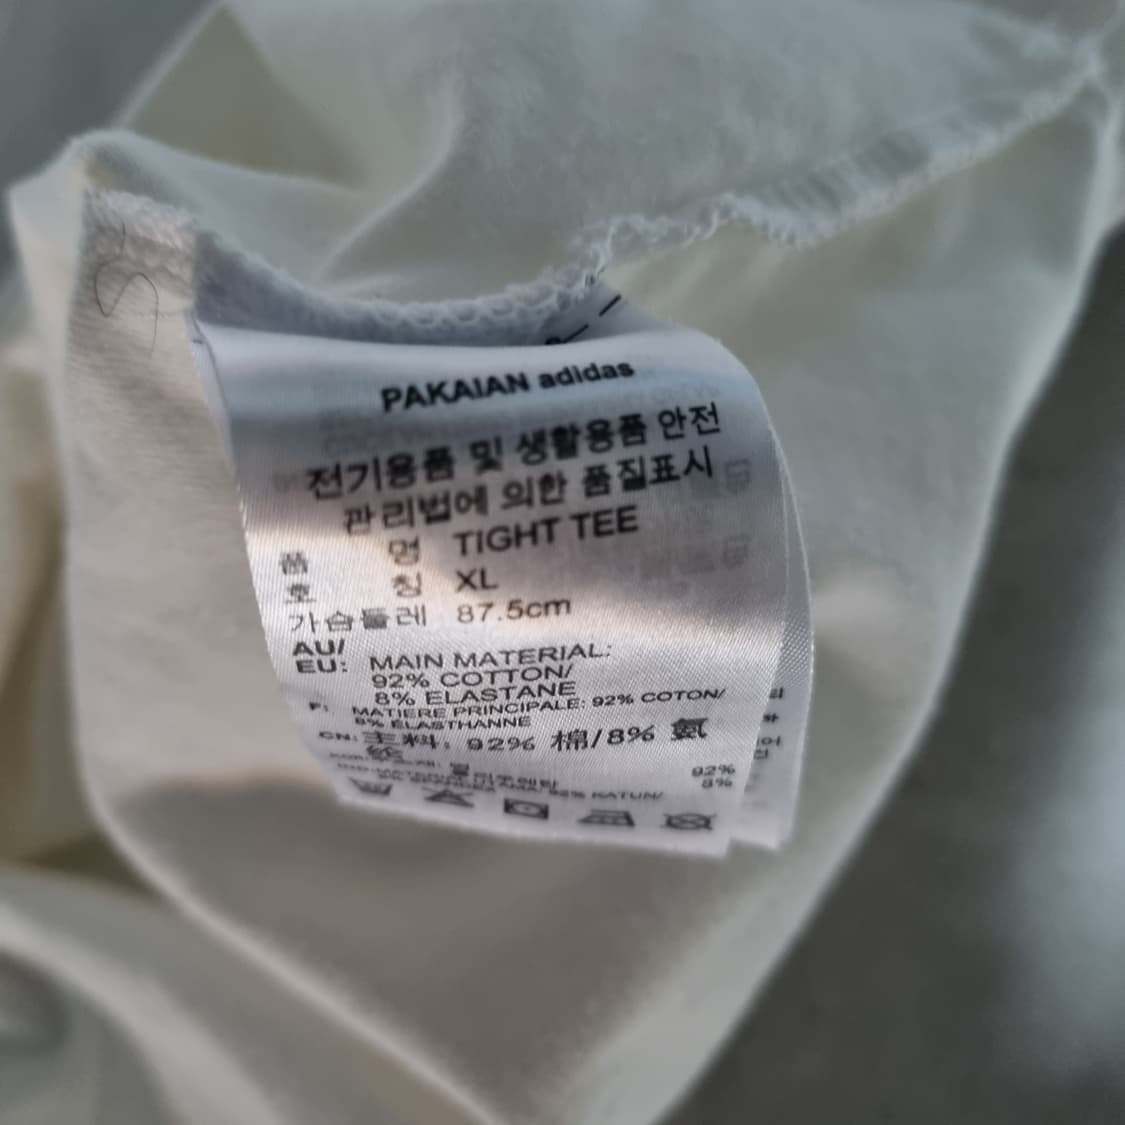 PAKAIAN adidas
전기용품 및 생활용품 안전
관리법에 의한 품질표시
품 명 TIGHT TEE
호 칭 XL
가슴둘레 87.5cm
AU/
EU: MAIN MATERIAL:
92% COTTON/
8% ELASTANE
F: MATIERE PRINCIPALE: 92% COTON/
8% ELASTHANNE
CN: 主料: 92% 棉/8% 氨
纶
92%
8%
92% KATUN/